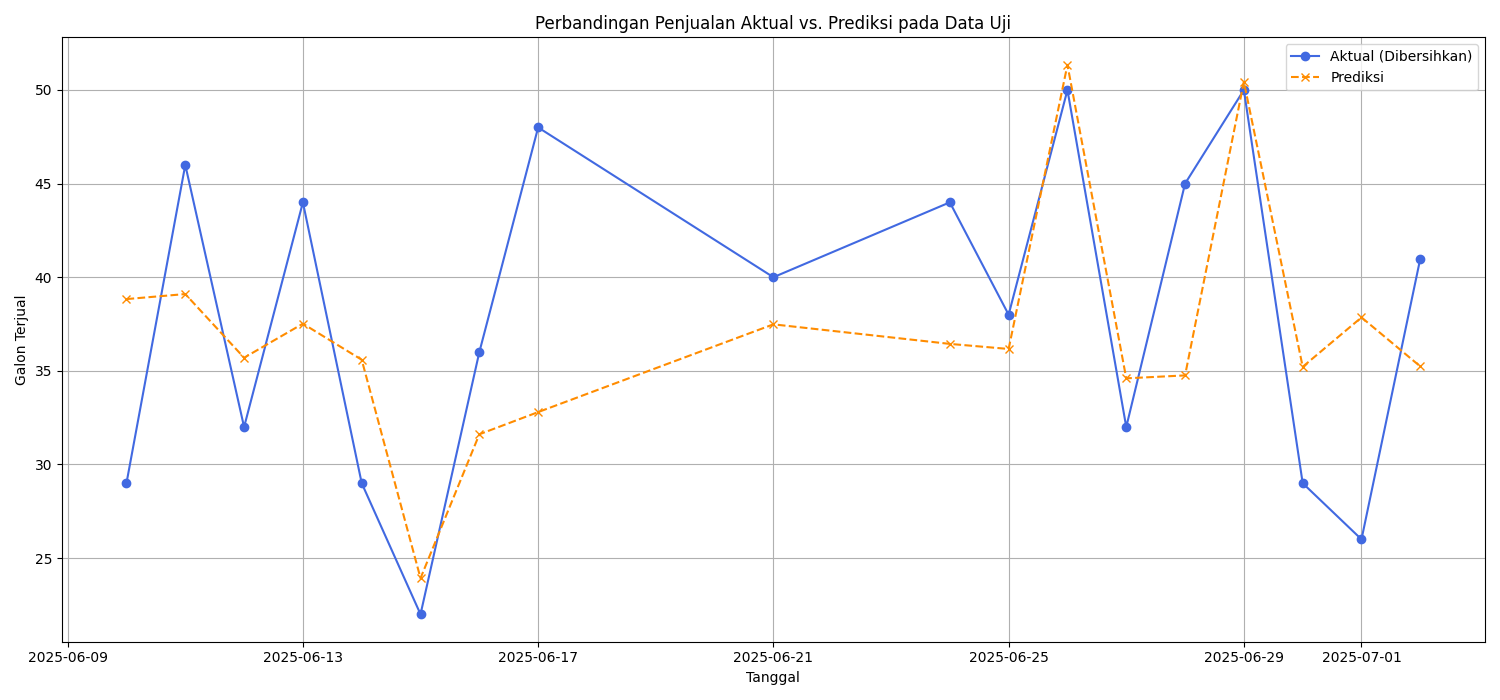 Perbandingan Penjualan Aktual vs. Prediksi pada Data Uji
Aktual (Dibersihkan)
Prediksi
Galon Terjual
50
45
40
35
30
25
2025-06-09
2025-06-13
2025-06-17
2025-06-21
2025-06-25
2025-06-29
2025-07-01
Tanggal